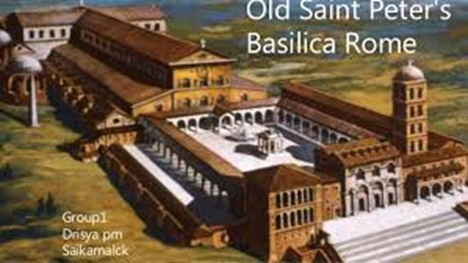 Old Saint Peter's
Basilica Rome
Group1
Drisya pm
Saikamalck